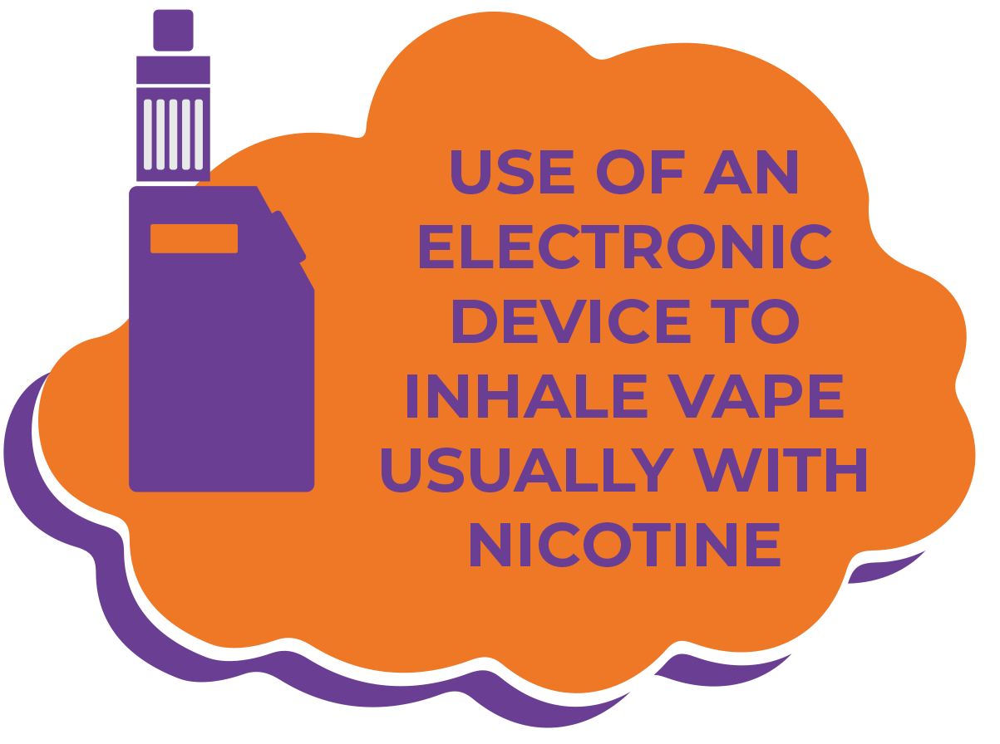 USE OF AN
ELECTRONIC
DEVICE TO
INHALE VAPE
USUALLY WITH
NICOTINE